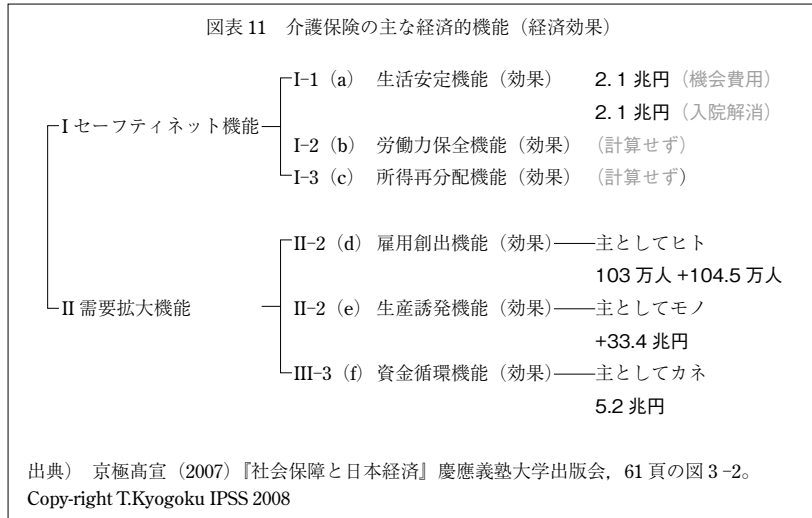 図表 11　介護保険の主な経済的機能（経済効果）
I セーフティネット機能
I-1（a）　生活安定機能（効果）　2.1 兆円（機会費用）
2.1 兆円（入院解消）
I-2（b）　労働力保全機能（効果）　（計算せず）
I-3（c）　所得再分配機能（効果）　（計算せず）
II 需要拡大機能
II-2（d）　雇用創出機能（効果）――主としてヒト
103 万人 +104.5 万人
II-2（e）　生産誘発機能（効果）――主としてモノ
+33.4 兆円
III-3（f）　資金循環機能（効果）――主としてカネ
5.2 兆円
出典）　京極髙宣（2007）『社会保障と日本経済』慶應義塾大学出版会，61 頁の図 3-2。
Copy-right T.Kyogoku IPSS 2008